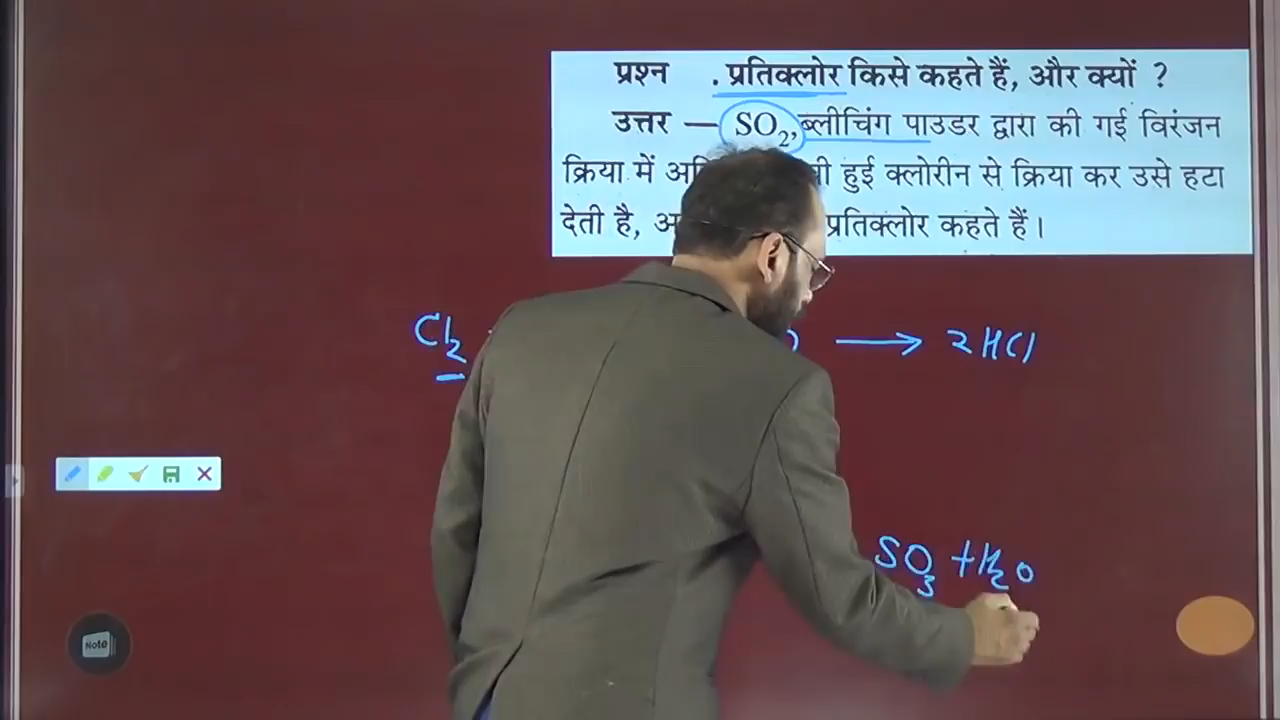 प्रश्न . प्रतिक्लोर किसे कहते हैं, और क्यों ?
उत्तर — SO₂, ब्लीचिंग पाउडर द्वारा की गई विरंजन
क्रिया में हुई क्लोरीन से क्रिया कर उसे हटा
देती है, प्रतिक्लोर कहते हैं।
Cl₂ → 2HCl
SO₃ + H₂O
Note